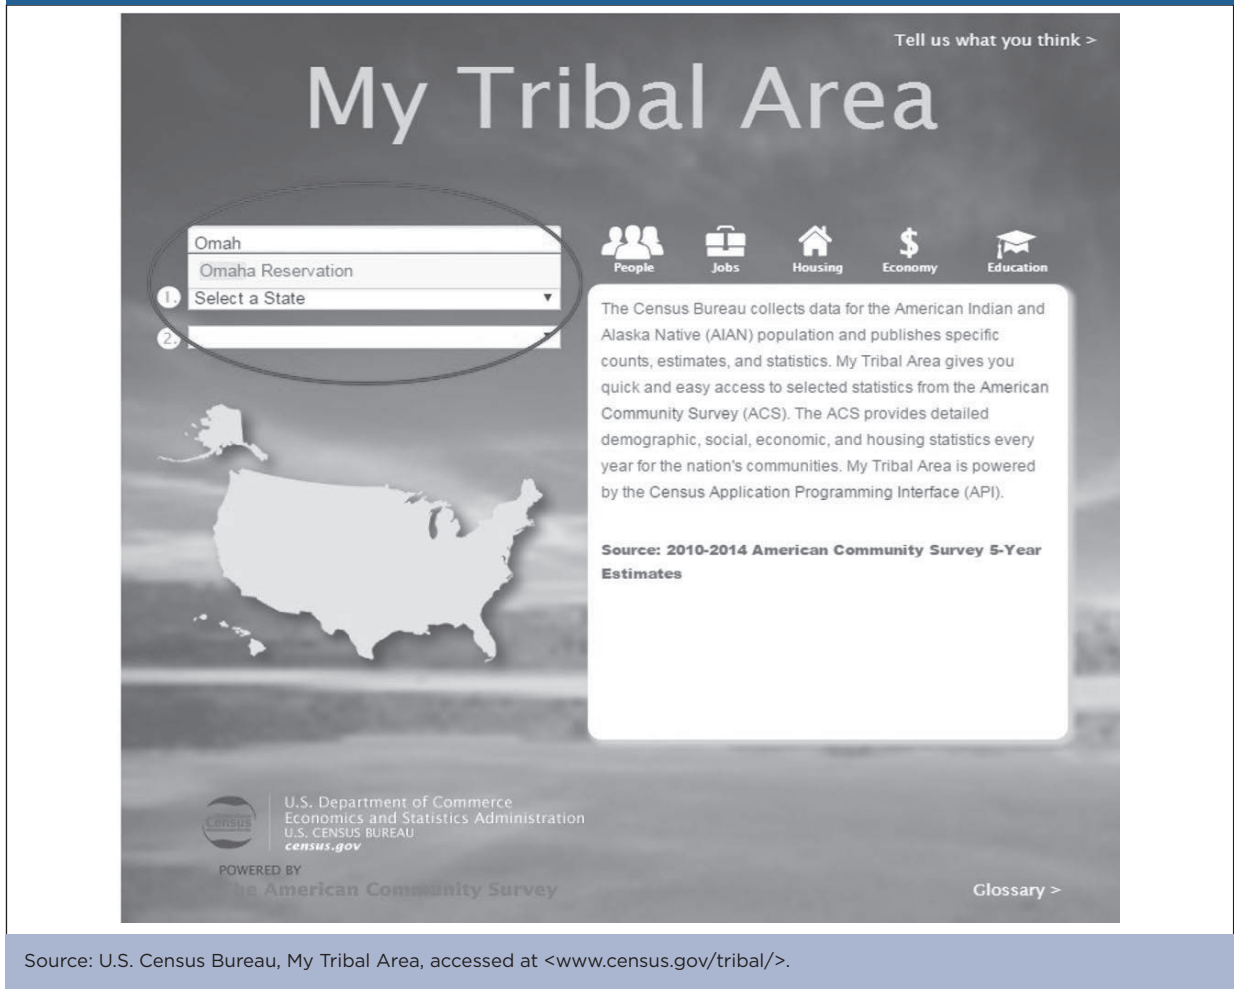 Tell us what you think >
My Tribal Area
Omah
Omaha Reservation
1. Select a State
2.
People Jobs Housing Economy Education
The Census Bureau collects data for the American Indian and
Alaska Native (AIAN) population and publishes specific
counts, estimates, and statistics. My Tribal Area gives you
quick and easy access to selected statistics from the American
Community Survey (ACS). The ACS provides detailed
demographic, social, economic, and housing statistics every
year for the nation's communities. My Tribal Area is powered
by the Census Application Programming Interface (API).
Source: 2010-2014 American Community Survey 5-Year
Estimates
Census
U.S. Department of Commerce
Economics and Statistics Administration
U.S. CENSUS BUREAU
census.gov
POWERED BY
The American Community Survey
Glossary >
Source: U.S. Census Bureau, My Tribal Area, accessed at <www.census.gov/tribal/>.